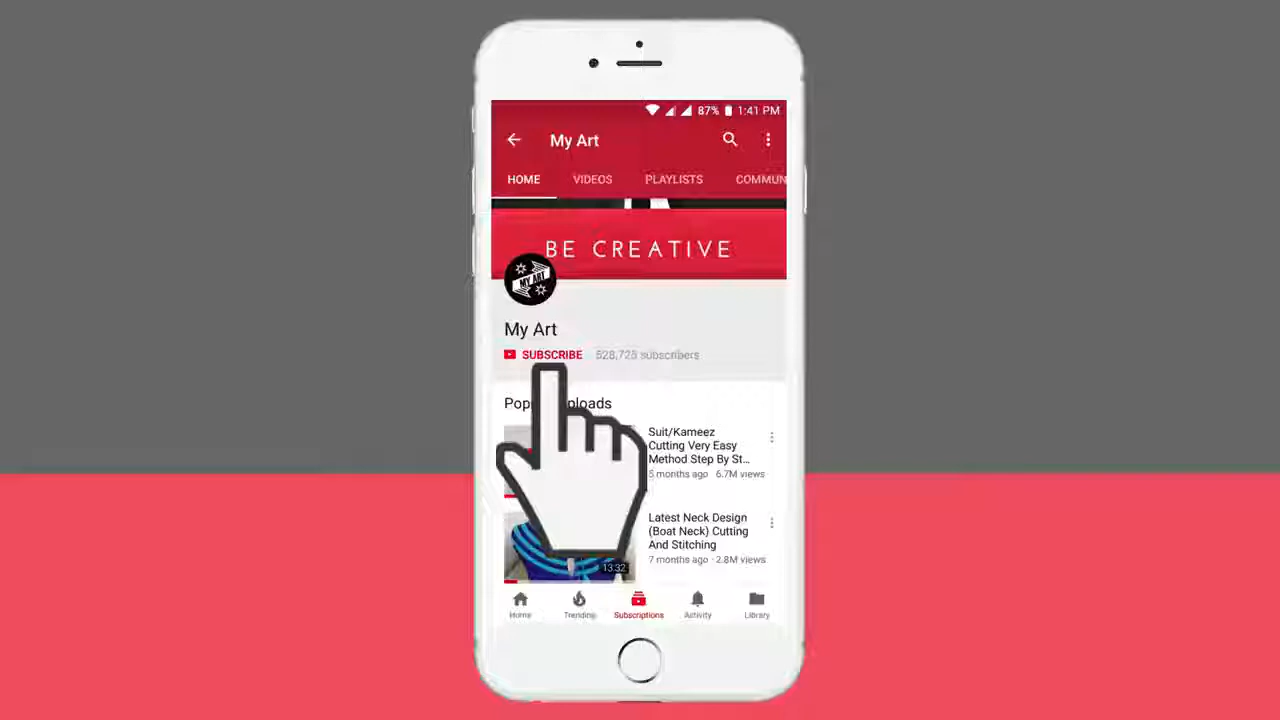 87% 1:41 PM
My Art
HOME VIDEOS PLAYLISTS COMMUN
BE CREATIVE
MY ART
My Art
SUBSCRIBE 528,725 subscribers
Pop ploads
Suit/Kameez
Cutting Very Easy
Method Step By St...
5 months ago · 6.7M views
Latest Neck Design
(Boat Neck) Cutting
And Stitching
7 months ago · 2.8M views
13:32
Home Trending Subscriptions Activity Library